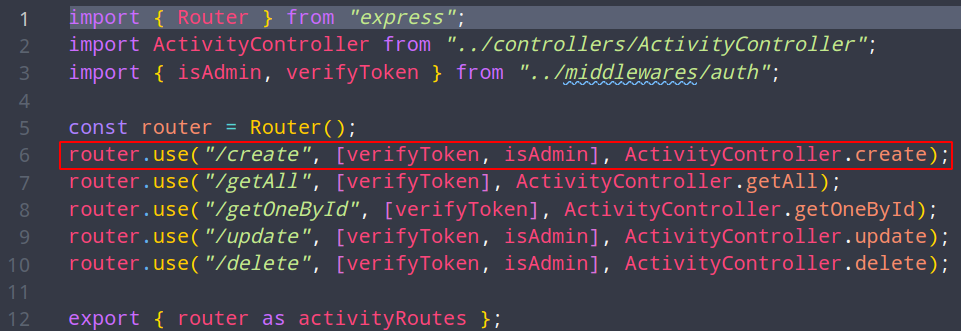 1 import { Router } from "express";
2 import ActivityController from "../controllers/ActivityController";
3 import { isAdmin, verifyToken } from "../middlewares/auth";
4
5 const router = Router();
6 router.use("/create", [verifyToken, isAdmin], ActivityController.create);
7 router.use("/getAll", [verifyToken], ActivityController.getAll);
8 router.use("/getOneById", [verifyToken], ActivityController.getOneById);
9 router.use("/update", [verifyToken, isAdmin], ActivityController.update);
10 router.use("/delete", [verifyToken, isAdmin], ActivityController.delete);
11
12 export { router as activityRoutes };